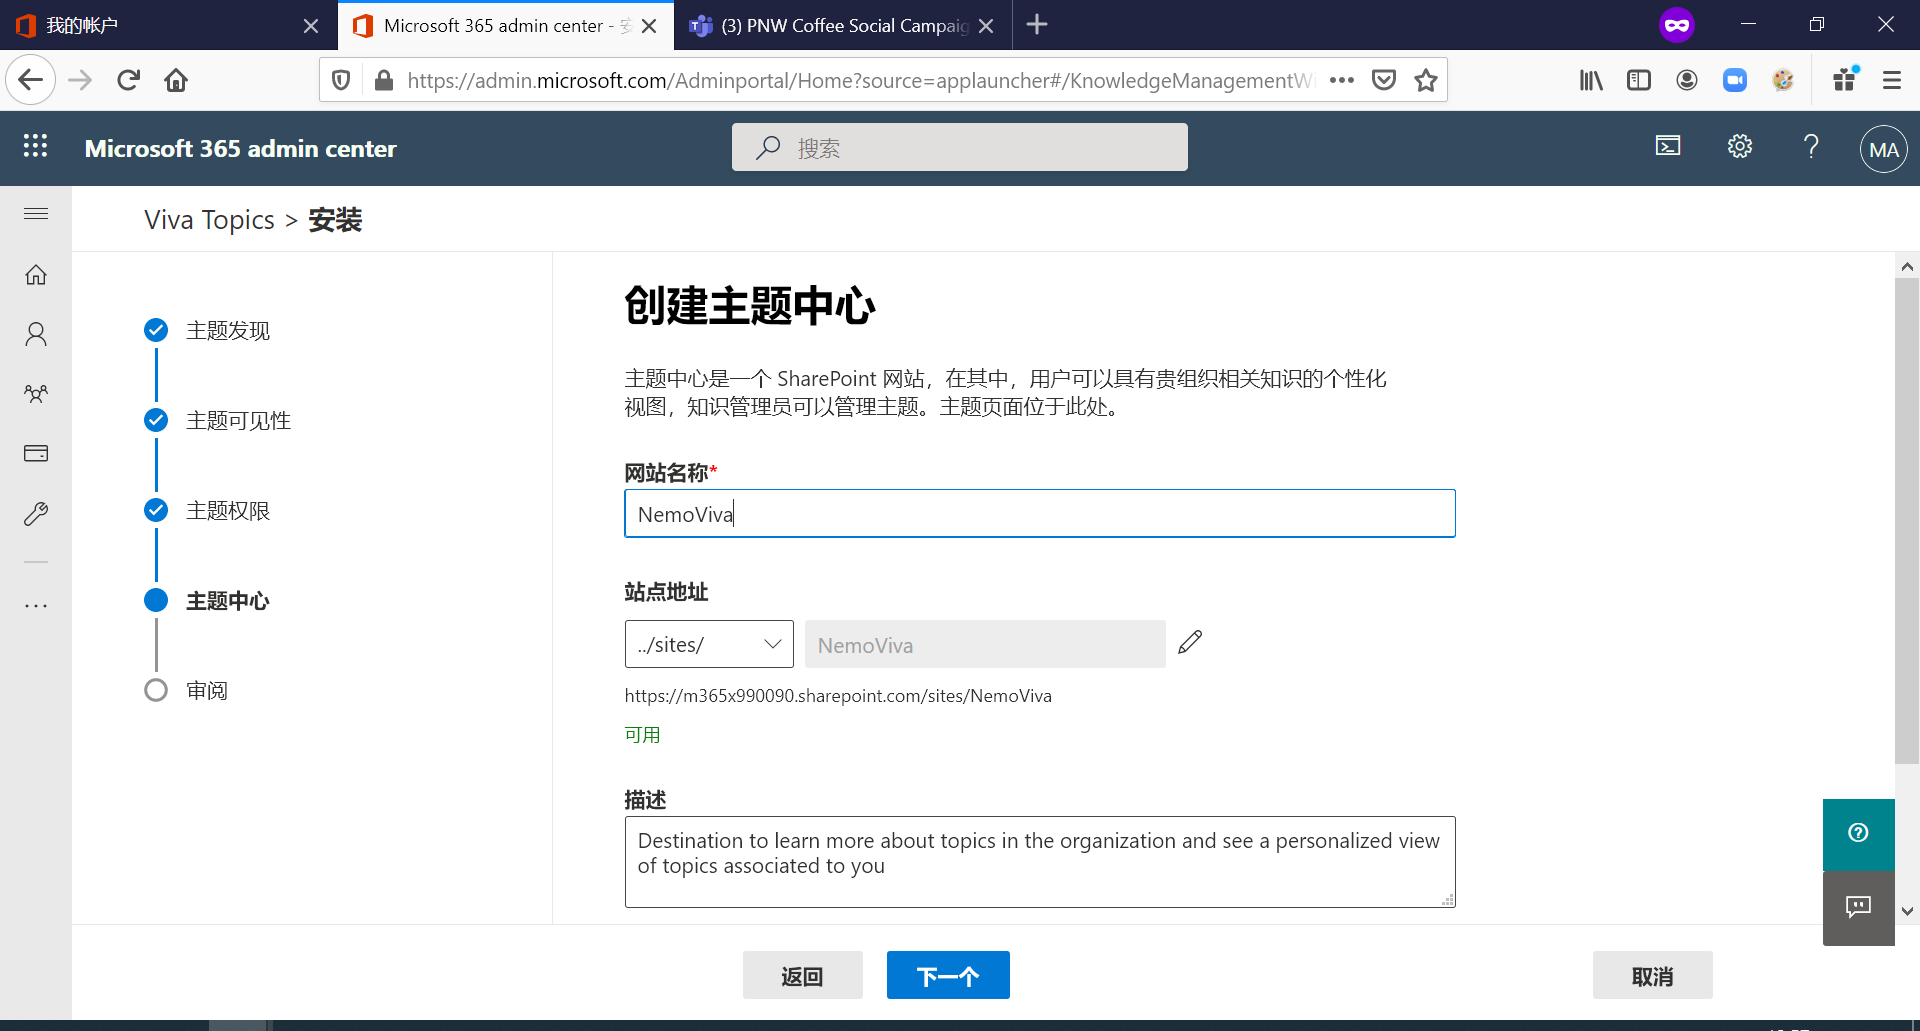 我的帐户
Microsoft 365 admin center - 安
(3) PNW Coffee Social Campaig
https://admin.microsoft.com/Adminportal/Home?source=applauncher#/KnowledgeManagementWi
Microsoft 365 admin center
搜索
MA
Viva Topics > 安装
主题发现
主题可见性
主题权限
主题中心
审阅
创建主题中心
主题中心是一个 SharePoint 网站，在其中，用户可以具有贵组织相关知识的个性化
视图，知识管理员可以管理主题。主题页面位于此处。
网站名称*
NemoViva
站点地址
../sites/
NemoViva
https://m365x990090.sharepoint.com/sites/NemoViva
可用
描述
Destination to learn more about topics in the organization and see a personalized view
of topics associated to you
返回
下一个
取消